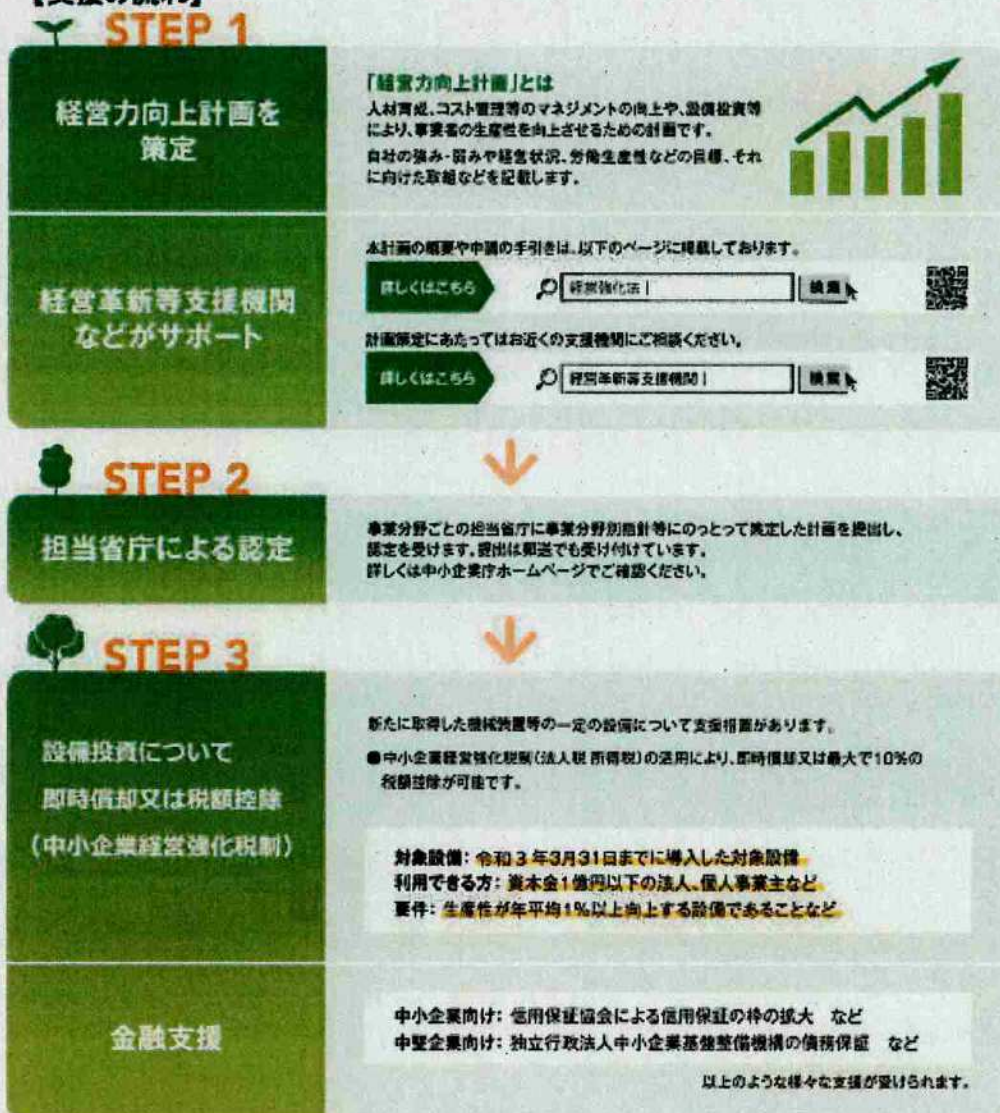 【支援の流れ】
STEP 1
経営力向上計画を
策定
「経営力向上計画」とは
人材育成、コスト管理等のマネジメントの向上や、設備投資等
により、事業者の生産性を向上させるための計画です。
自社の強み・弱みや経営状況、労働生産性などの目標、それ
に向けた取組などを記載します。
経営革新等支援機関
などがサポート
本計画の概要や申請の手引きは、以下のページに掲載しております。
詳しくはこちら
経営強化法
検索
計画策定にあたってはお近くの支援機関にご相談ください。
詳しくはこちら
経営革新等支援機関
検索
STEP 2
担当省庁による認定
事業分野ごとの担当省庁に事業分野別指針等にのっとって策定した計画を提出し、
認定を受けます。提出は郵送でも受け付けています。
詳しくは中小企業庁ホームページでご確認ください。
STEP 3
設備投資について
即時償却又は税額控除
(中小企業経営強化税制)
新たに取得した機械装置等の一定の設備について支援措置があります。
●中小企業経営強化税制(法人税 所得税)の活用により、即時償却又は最大で10%の
税額控除が可能です。
対象設備：令和3年3月31日までに導入した対象設備
利用できる方：資本金1億円以下の法人、個人事業主など
要件：生産性が年平均1%以上向上する設備であることなど
金融支援
中小企業向け：信用保証協会による信用保証の枠の拡大 など
中堅企業向け：独立行政法人中小企業基盤整備機構の債務保証 など
以上のような様々な支援が受けられます。